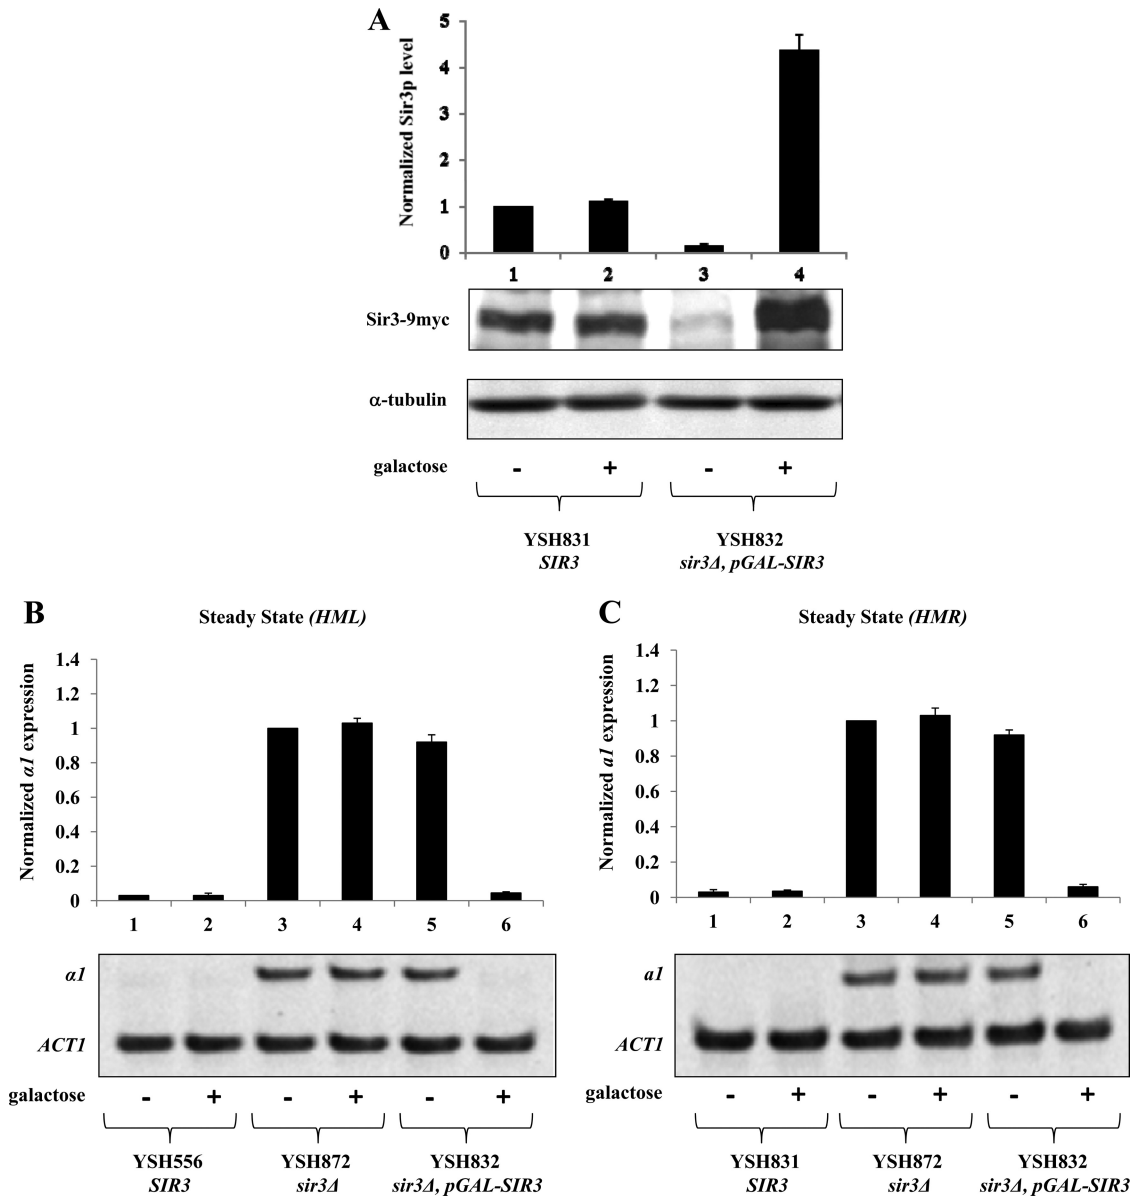 A
Normalized Sir3p level
5
4
3
2
1
0
1 2 3 4
Sir3-9myc
α-tubulin
galactose - + - +
YSH831 YSH832
SIR3 sir3Δ, pGAL-SIR3
B
Steady State (HML)
Normalized α1 expression
1.4
1.2
1
0.8
0.6
0.4
0.2
0
1 2 3 4 5 6
α1
ACT1
galactose - + - + - +
YSH556 YSH872 YSH832
SIR3 sir3Δ sir3Δ, pGAL-SIR3
C
Steady State (HMR)
Normalized a1 expression
1.4
1.2
1
0.8
0.6
0.4
0.2
0
1 2 3 4 5 6
a1
ACT1
galactose - + - + - +
YSH831 YSH872 YSH832
SIR3 sir3Δ sir3Δ, pGAL-SIR3